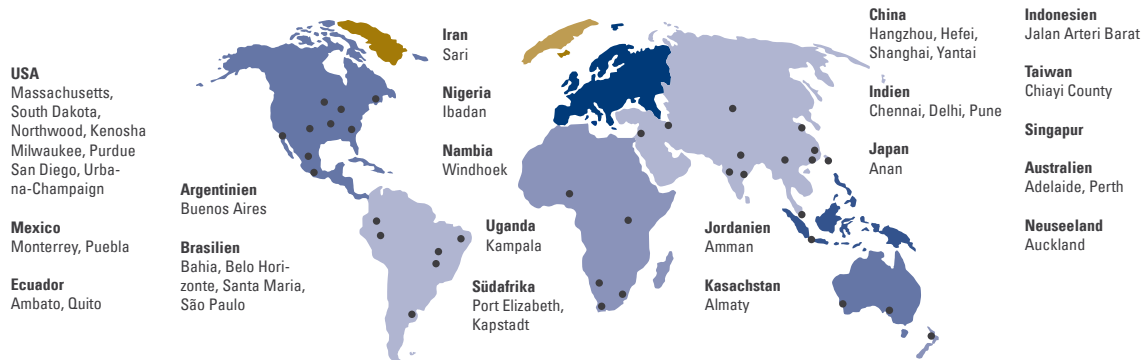 USA
Massachusetts,
South Dakota,
Northwood, Kenosha
Milwaukee, Purdue
San Diego, Urba-
na-Champaign
Mexico
Monterrey, Puebla
Ecuador
Ambato, Quito
Argentinien
Buenos Aires
Brasilien
Bahia, Belo Hori-
zonte, Santa Maria,
São Paulo
Iran
Sari
Nigeria
Ibadan
Nambia
Windhoek
Uganda
Kampala
Südafrika
Port Elizabeth,
Kapstadt
Jordanien
Amman
Kasachstan
Almaty
China
Hangzhou, Hefei,
Shanghai, Yantai
Indien
Chennai, Delhi, Pune
Japan
Anan
Indonesien
Jalan Arteri Barat
Taiwan
Chiayi County
Singapur
Australien
Adelaide, Perth
Neuseeland
Auckland